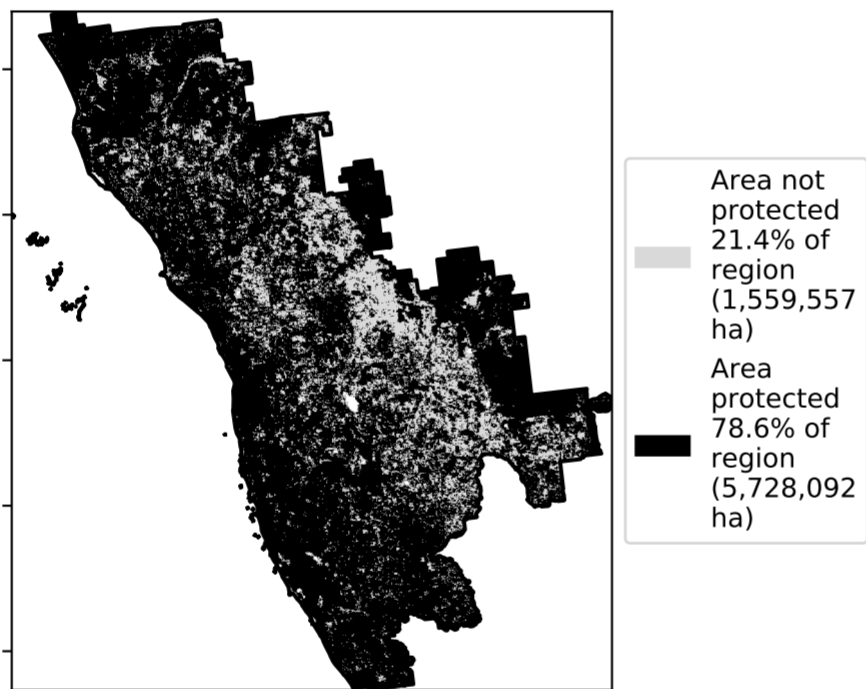 Area not
protected
21.4% of
region
(1,559,557
ha)
Area
protected
78.6% of
region
(5,728,092
ha)